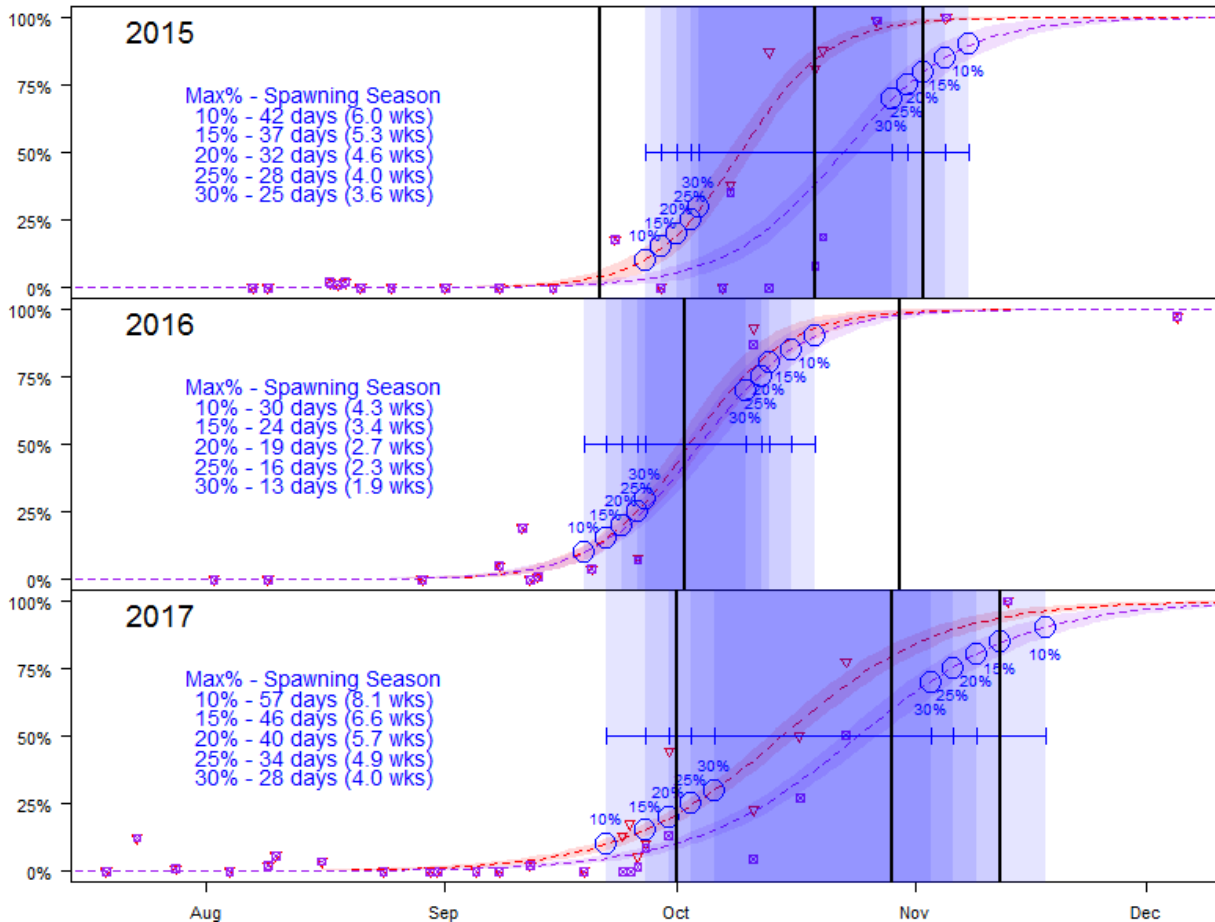 2015
Max% - Spawning Season
10% - 42 days (6.0 wks)
15% - 37 days (5.3 wks)
20% - 32 days (4.6 wks)
25% - 28 days (4.0 wks)
30% - 25 days (3.6 wks)
100%
75%
50%
25%
0%
10%
15%
20%
25%
30%
30%
25%
20%
15%
10%
2016
Max% - Spawning Season
10% - 30 days (4.3 wks)
15% - 24 days (3.4 wks)
20% - 19 days (2.7 wks)
25% - 16 days (2.3 wks)
30% - 13 days (1.9 wks)
100%
75%
50%
25%
0%
10%
15%
20%
25%
30%
30%
25%
20%
15%
10%
2017
Max% - Spawning Season
10% - 57 days (8.1 wks)
15% - 46 days (6.6 wks)
20% - 40 days (5.7 wks)
25% - 34 days (4.9 wks)
30% - 28 days (4.0 wks)
100%
75%
50%
25%
0%
10%
15%
20%
25%
30%
30%
25%
20%
15%
10%
Aug Sep Oct Nov Dec